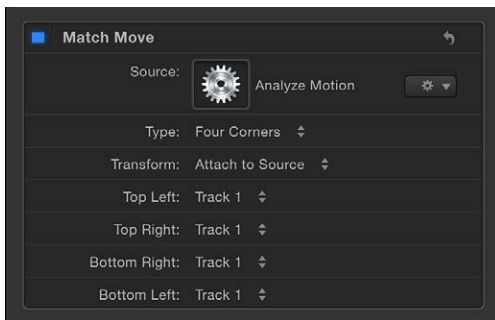 Match Move
Source: Analyze Motion
Type: Four Corners
Transform: Attach to Source
Top Left: Track 1
Top Right: Track 1
Bottom Right: Track 1
Bottom Left: Track 1